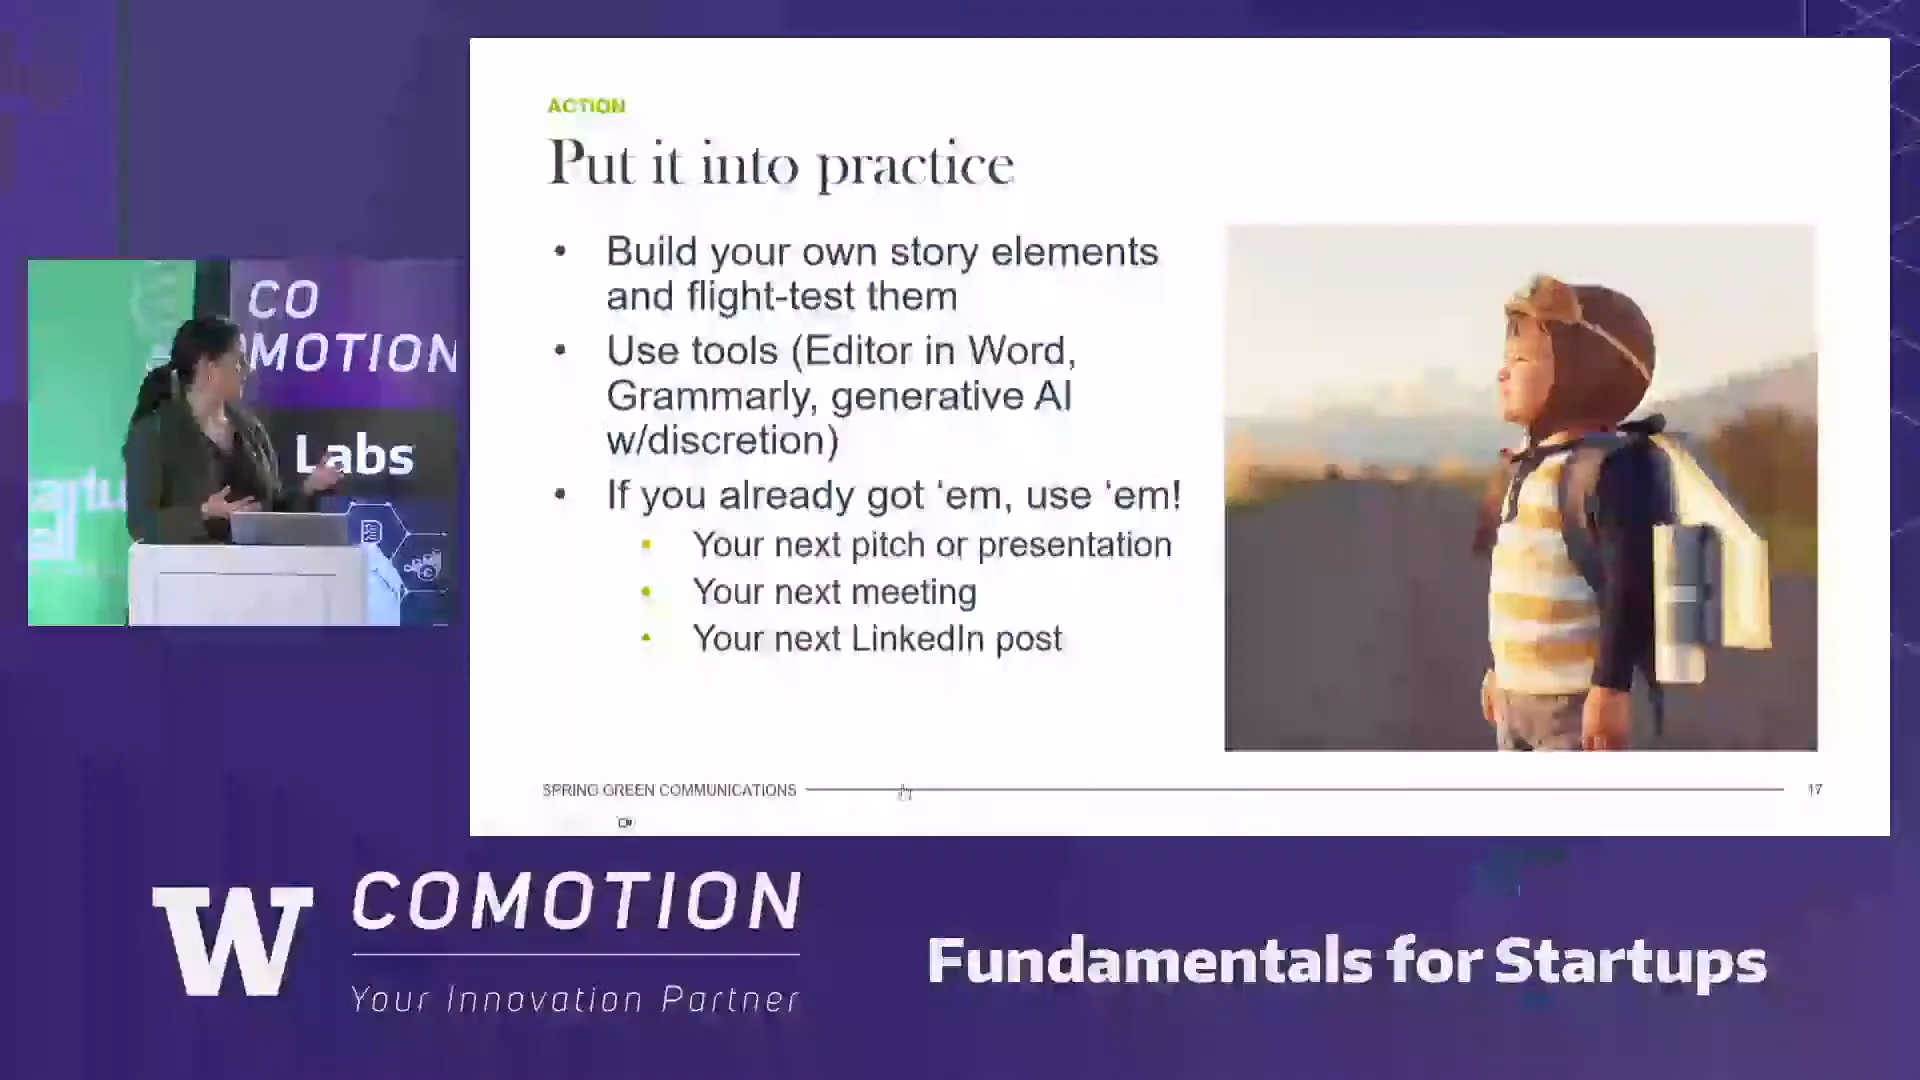 ACTION
Put it into practice
• Build your own story elements
and flight-test them
• Use tools (Editor in Word,
Grammarly, generative AI
w/discretion)
• If you already got ‘em, use ‘em!
• Your next pitch or presentation
• Your next meeting
• Your next LinkedIn post
SPRING GREEN COMMUNICATIONS
17
CO
MOTION
Labs
W
COMOTION
Your Innovation Partner
Fundamentals for Startups